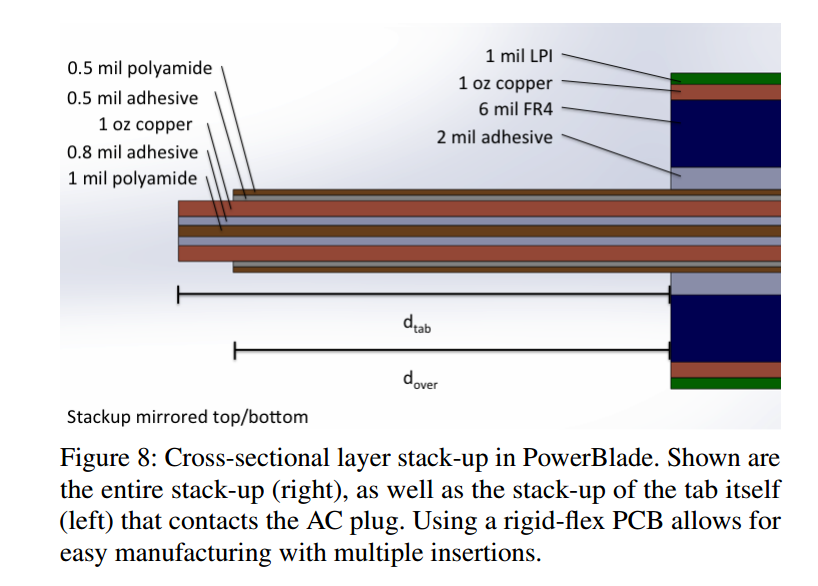 0.5 mil polyamide
0.5 mil adhesive
1 oz copper
0.8 mil adhesive
1 mil polyamide
1 mil LPI
1 oz copper
6 mil FR4
2 mil adhesive
dtab
dover
Stackup mirrored top/bottom
Figure 8: Cross-sectional layer stack-up in PowerBlade. Shown are
the entire stack-up (right), as well as the stack-up of the tab itself
(left) that contacts the AC plug. Using a rigid-flex PCB allows for
easy manufacturing with multiple insertions.